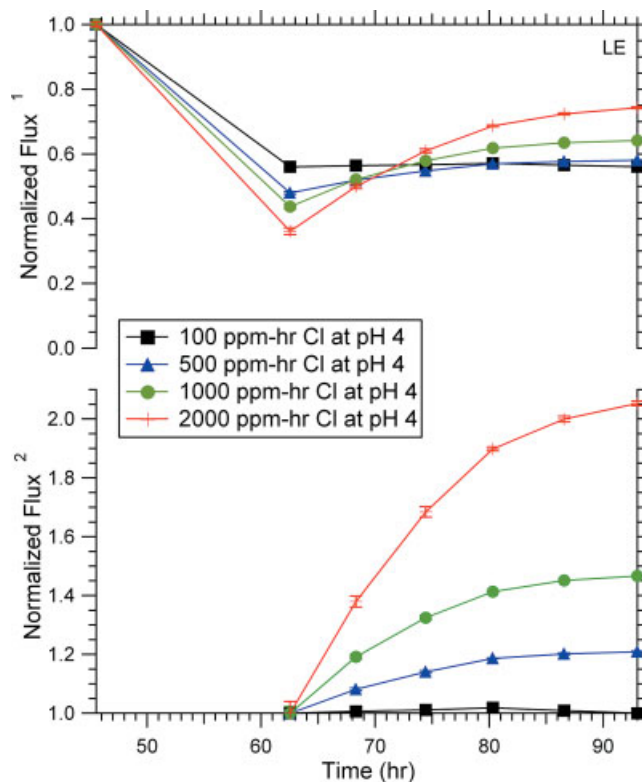 1.0
LE
0.8
0.6
0.4
0.2
0.0
Normalized Flux 1
100 ppm-hr Cl at pH 4
500 ppm-hr Cl at pH 4
1000 ppm-hr Cl at pH 4
2000 ppm-hr Cl at pH 4
2.0
1.8
1.6
1.4
1.2
1.0
Normalized Flux 2
50 60 70 80 90
Time (hr)